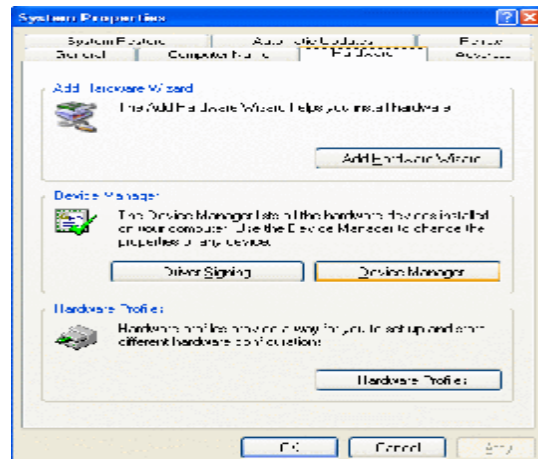 System Properties
System Restore Automatic Updates Remote
General Computer Name Hardware Advanced
Add Hardware Wizard
The Add Hardware Wizard helps you install hardware.
Add Hardware Wizard
Device Manager
The Device Manager lists all the hardware devices installed
on your computer. Use the Device Manager to change the
properties of any device.
Driver Signing Device Manager
Hardware Profiles
Hardware profiles provide a way for you to set up and store
different hardware configurations.
Hardware Profiles
OK Cancel Apply